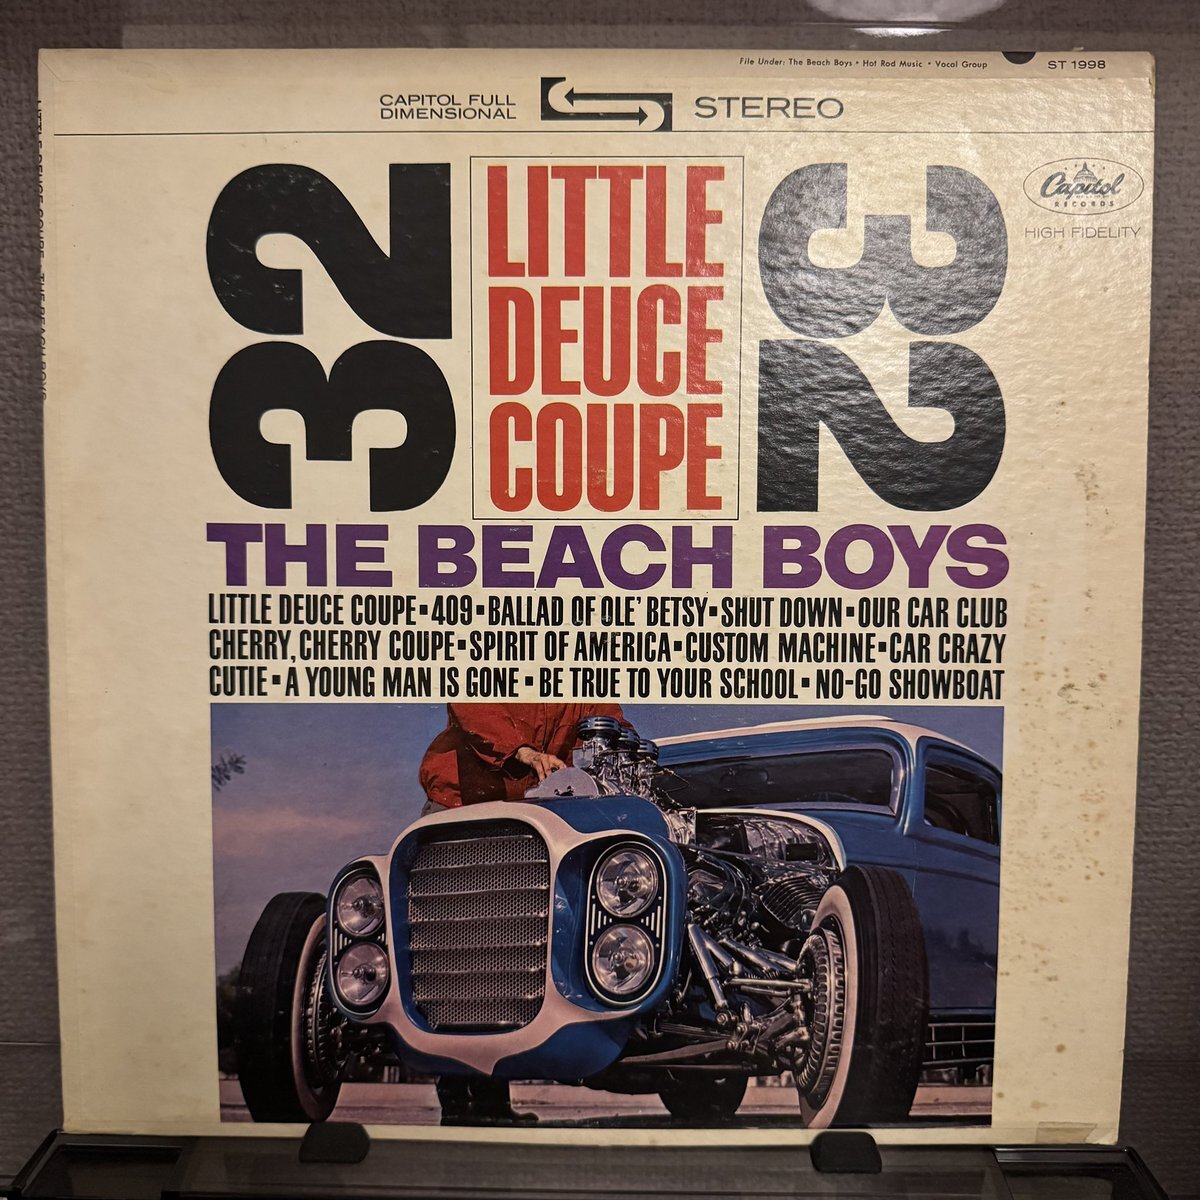 File Under: The Beach Boys • Hot Rod Music • Vocal Group
ST 1998
CAPITOL FULL
DIMENSIONAL
STEREO
32
LITTLE
DEUCE
COUPE
32
Capitol
RECORDS
HIGH FIDELITY
THE BEACH BOYS
LITTLE DEUCE COUPE▪409▪BALLAD OF OLE' BETSY▪SHUT DOWN▪OUR CAR CLUB
CHERRY, CHERRY COUPE▪SPIRIT OF AMERICA▪CUSTOM MACHINE▪CAR CRAZY
CUTIE▪A YOUNG MAN IS GONE▪BE TRUE TO YOUR SCHOOL▪NO-GO SHOWBOAT